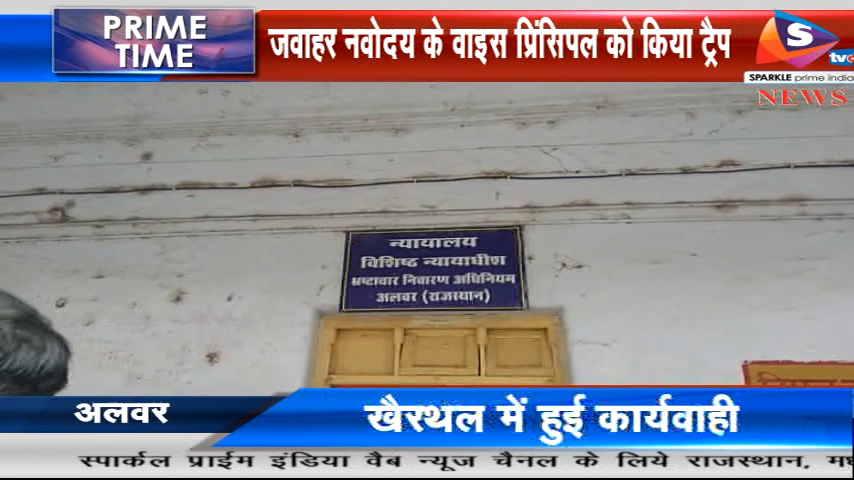 PRIME
TIME
जवाहर नवोदय के वाइस प्रिंसिपल को किया ट्रैप
S
tv
SPARKLE prime india
NEWS
न्यायालय
विशिष्ठ न्यायाधीश
भ्रष्टाचार निवारण अधिनियम
अलवर (राजस्थान)
अलवर
खैरथल में हुई कार्यवाही
स्पार्कल प्राईम इंडिया वैब न्यूज चैनल के लिये राजस्थान,